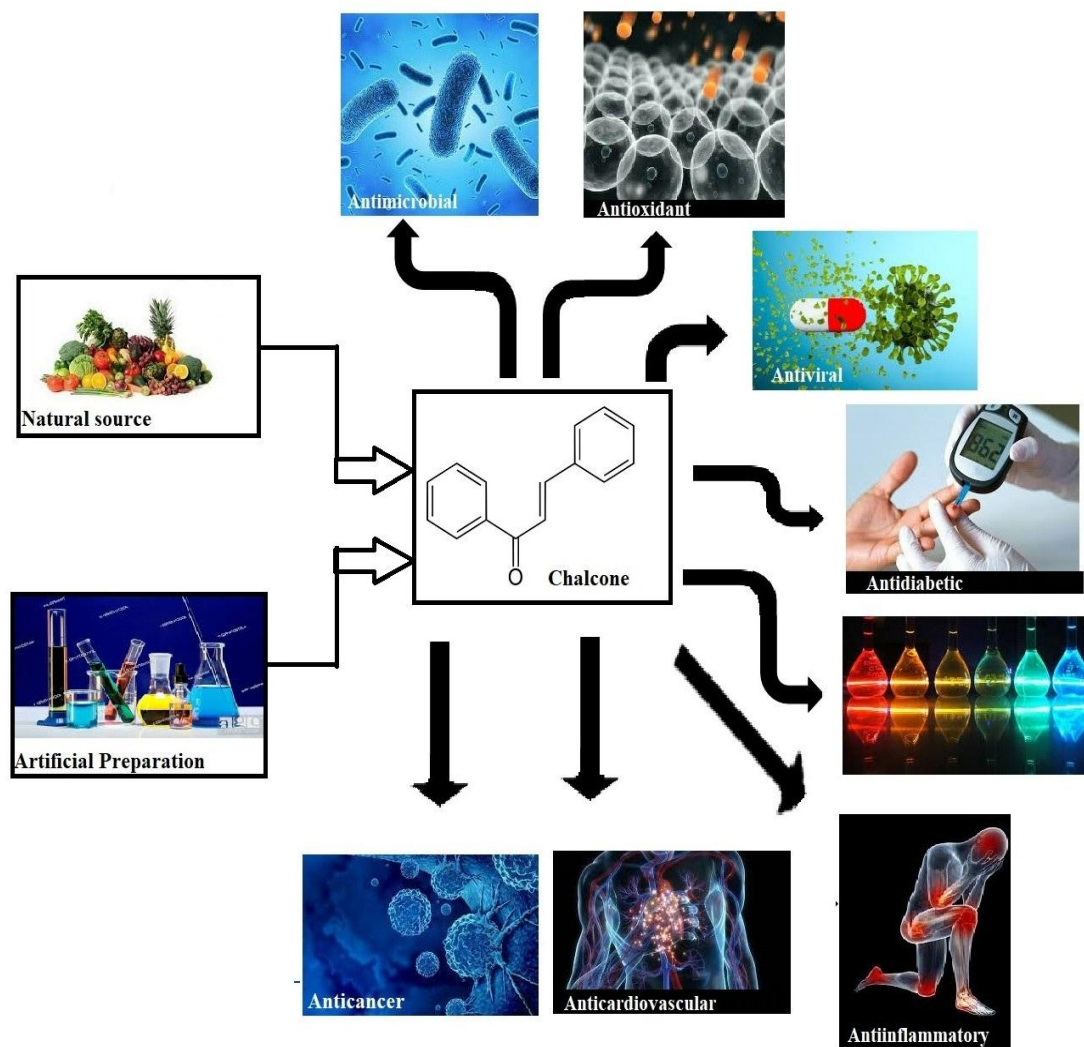 Antimicrobial
Antioxidant
Antiviral
Natural source
O
Chalcone
Antidiabetic
Artificial Preparation
Anticancer
Anticardiovascular
Antiinflammatory